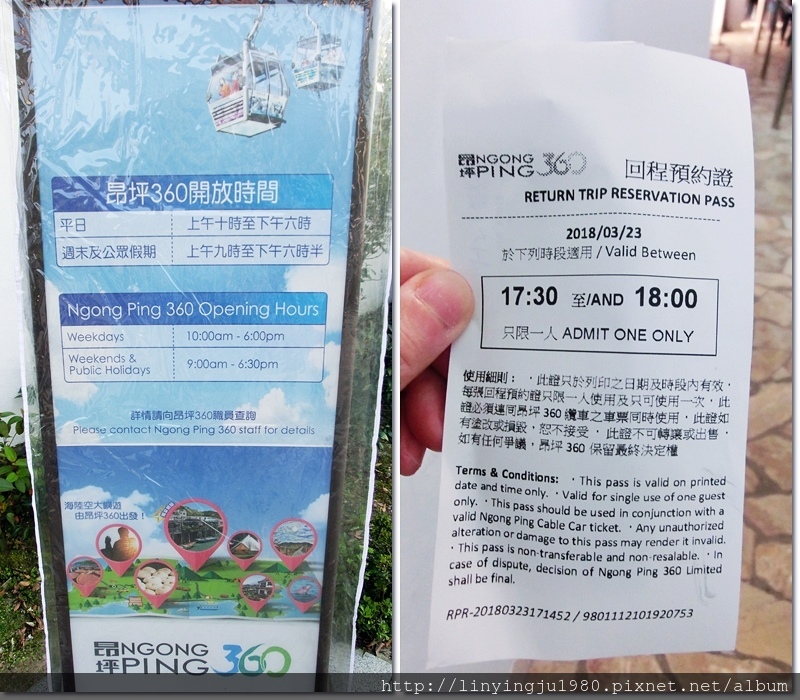 昂坪360開放時間
平日 上午十時至下午六時
週末及公眾假期 上午九時至下午六時半
Ngong Ping 360 Opening Hours
Weekdays 10:00am - 6:00pm
Weekends &
Public Holidays 9:00am - 6:30pm
詳情請向昂坪360職員查詢
Please contact Ngong Ping 360 staff for details
海陸空大暢遊
由昂坪360出發！
昂坪 NGONG PING 360
昂坪 NGONG PING 360
回程預約證
RETURN TRIP RESERVATION PASS
2018/03/23
於下列時段適用 / Valid Between
17:30 至/AND 18:00
只限一人 ADMIT ONE ONLY
使用細則： ‧此證只於列印之日期及時段內有效，
每張回程預約證只限一人使用及只可使用一次，此
證必須連同昂坪 360 纜車之車票同時使用，此證如
有塗改或損毀，恕不接受， 此證不可轉讓或出售，
如有任何爭議，昂坪 360 保留最終決定權
Terms & Conditions: ‧This pass is valid on printed
date and time only. ‧Valid for single use of one guest
only. ‧This pass should be used in conjunction with a
valid Ngong Ping Cable Car ticket. ‧Any unauthorized
alteration or damage to this pass may render it invalid.
‧This pass is non-transferable and non-resalable. ‧In
case of dispute, decision of Ngong Ping 360 Limited
shall be final.
RPR-20180323171452 / 9801112101920753
http://linyingju1980.pixnet.net/album